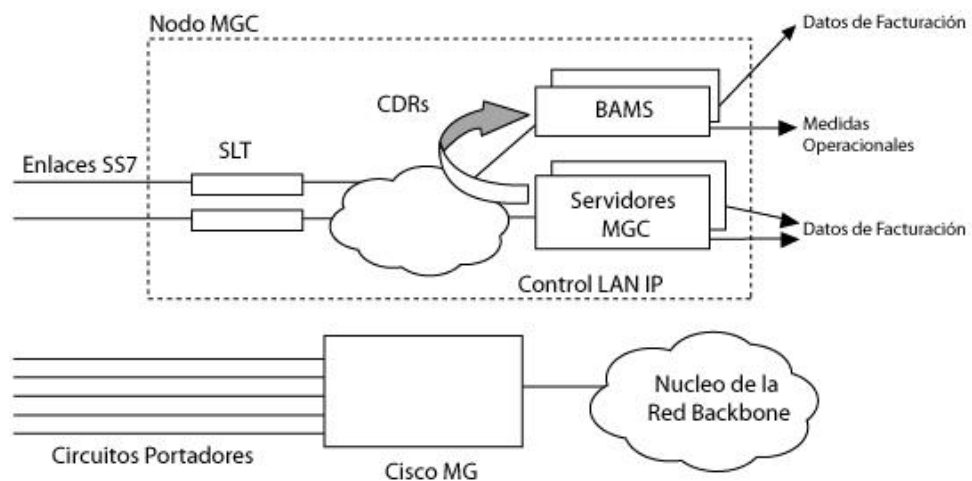 Nodo MGC
Datos de Facturación
CDRs
BAMS
Medidas
Operacionales
Enlaces SS7
SLT
Servidores
MGC
Datos de Facturación
Control LAN IP
Nucleo de la
Red Backbone
Circuitos Portadores
Cisco MG